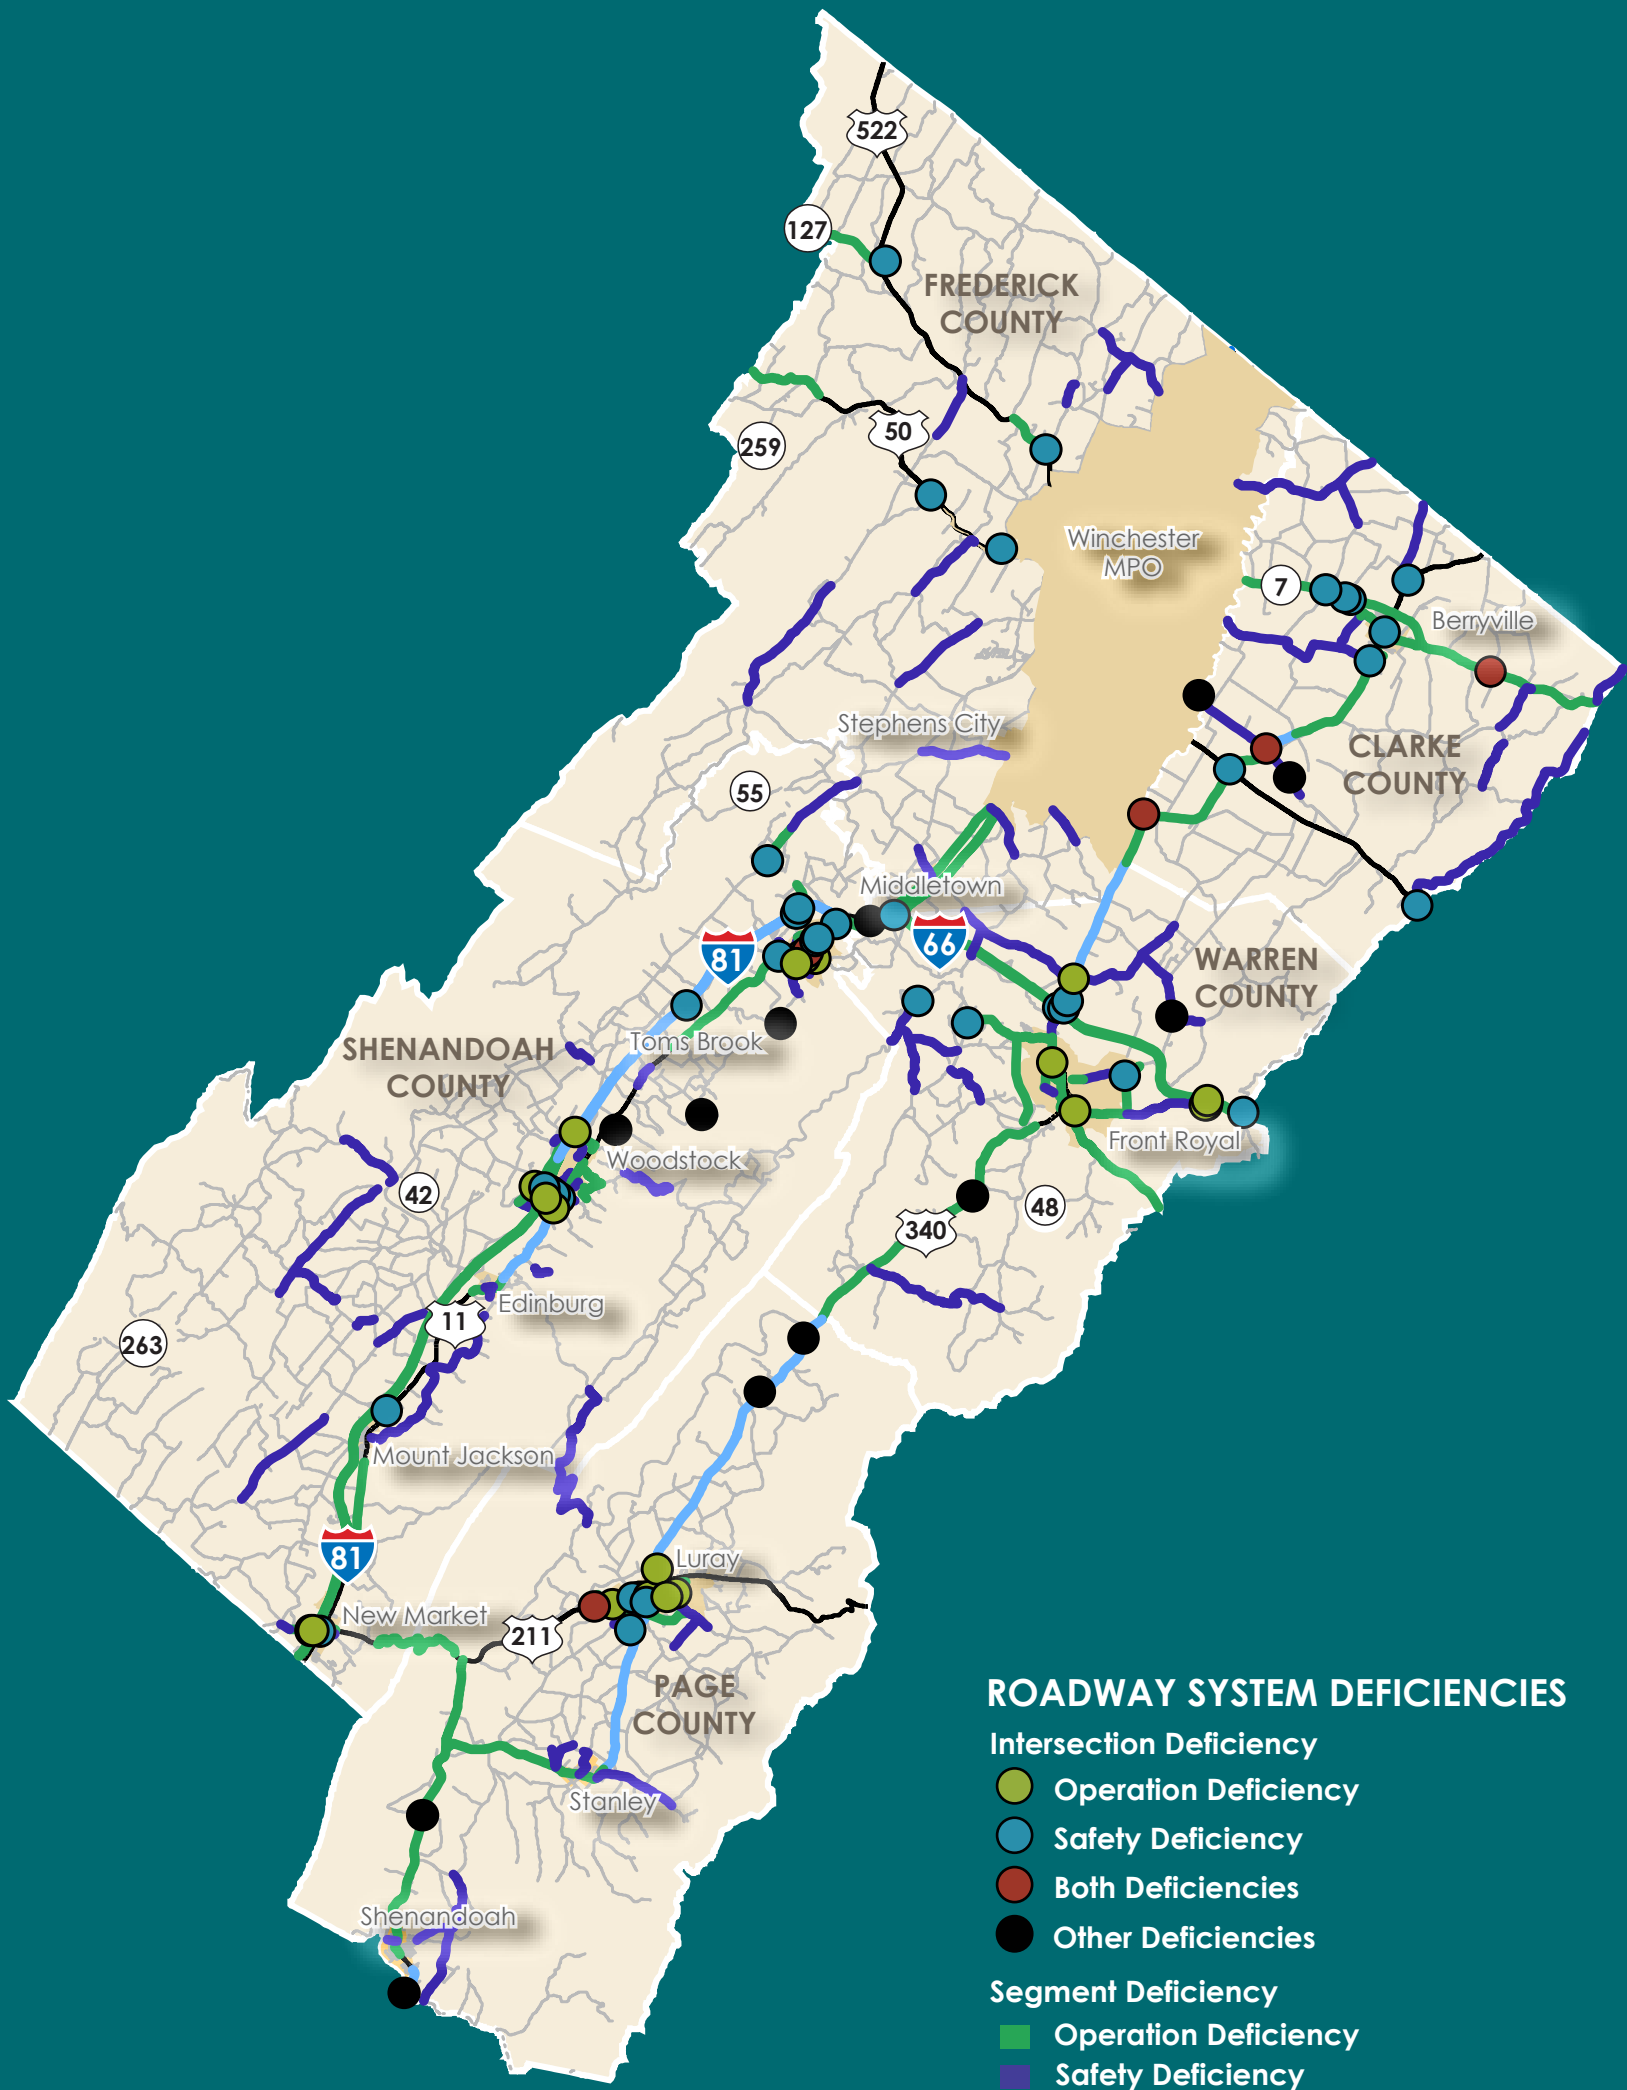 522
127
FREDERICK
COUNTY
50
259
Winchester
MPO
7
Berryville
Stephens City
CLARKE
COUNTY
55
Middletown
66
81
WARREN
COUNTY
SHENANDOAH
COUNTY
Toms Brook
Front Royal
Woodstock
42
48
340
Edinburg
11
263
Mount Jackson
81
Luray
New Market
211
PAGE
COUNTY
Stanley
Shenandoah
ROADWAY SYSTEM DEFICIENCIES
Intersection Deficiency
Operation Deficiency
Safety Deficiency
Both Deficiencies
Other Deficiencies
Segment Deficiency
Operation Deficiency
Safety Deficiency